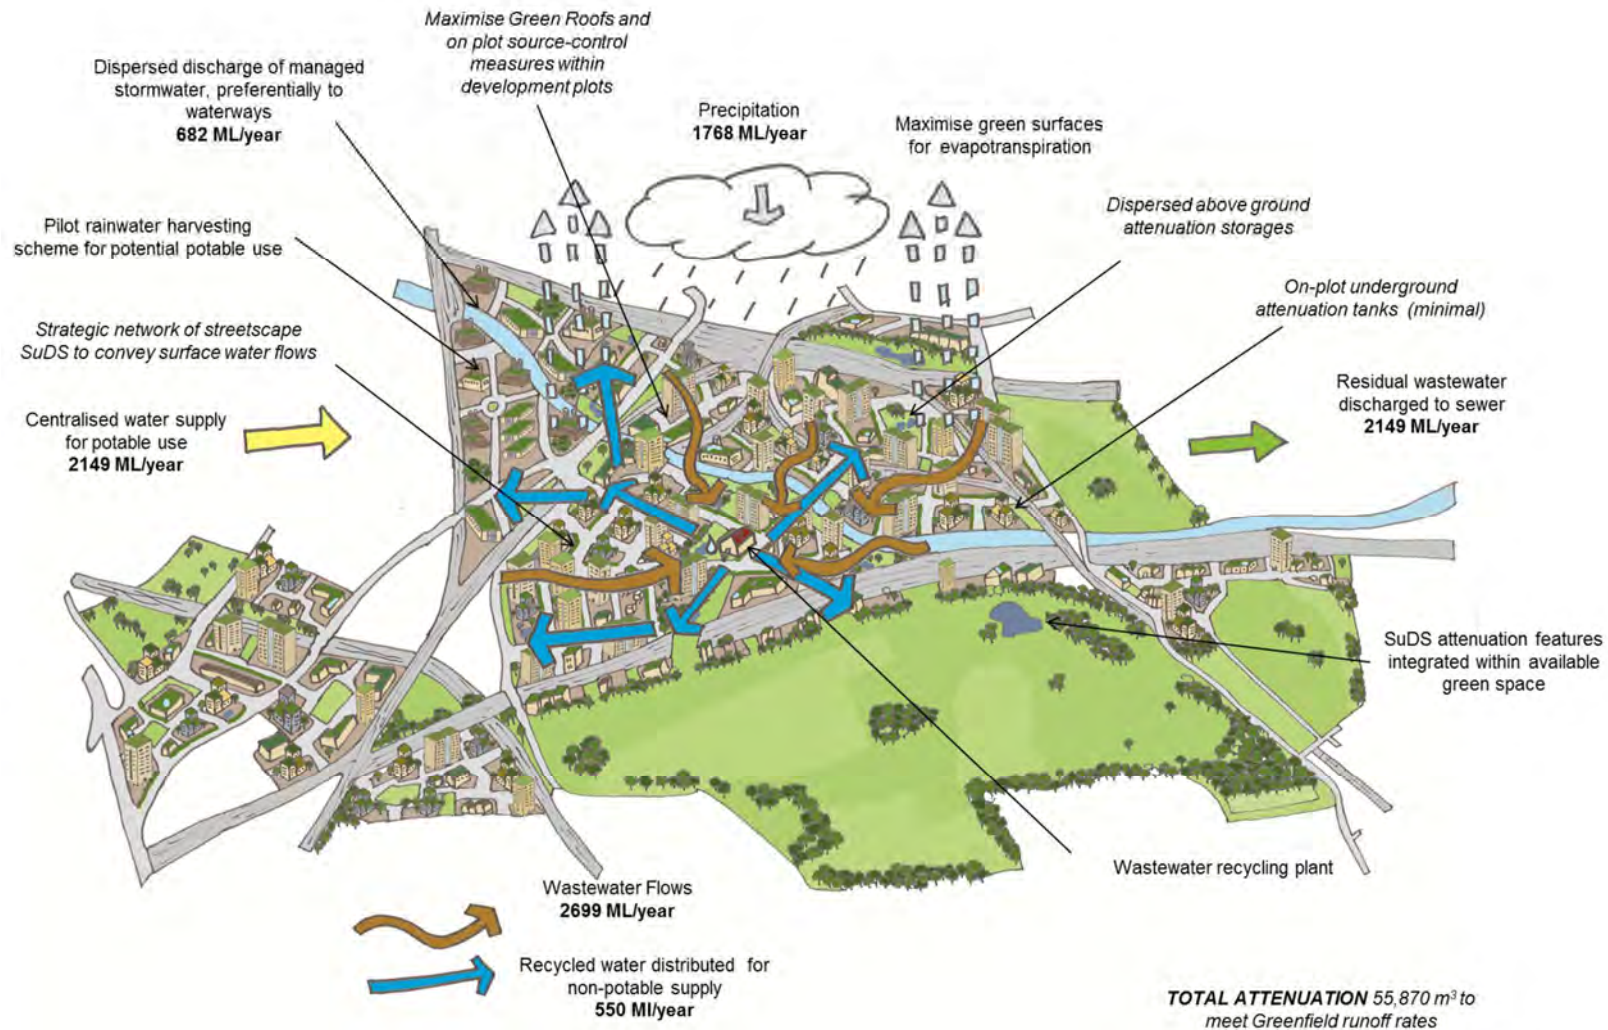 Maximise Green Roofs and
on plot source-control
measures within
development plots
Dispersed discharge of managed
stormwater, preferentially to
waterways
682 ML/year
Precipitation
1768 ML/year
Maximise green surfaces
for evapotranspiration
Pilot rainwater harvesting
scheme for potential potable use
Dispersed above ground
attenuation storages
On-plot underground
attenuation tanks (minimal)
Strategic network of streetscape
SuDS to convey surface water flows
Centralised water supply
for potable use
2149 ML/year
Residual wastewater
discharged to sewer
2149 ML/year
SuDS attenuation features
integrated within available
green space
Wastewater recycling plant
Wastewater Flows
2699 ML/year
Recycled water distributed for
non-potable supply
550 Ml/year
TOTAL ATTENUATION 55,870 m³ to
meet Greenfield runoff rates